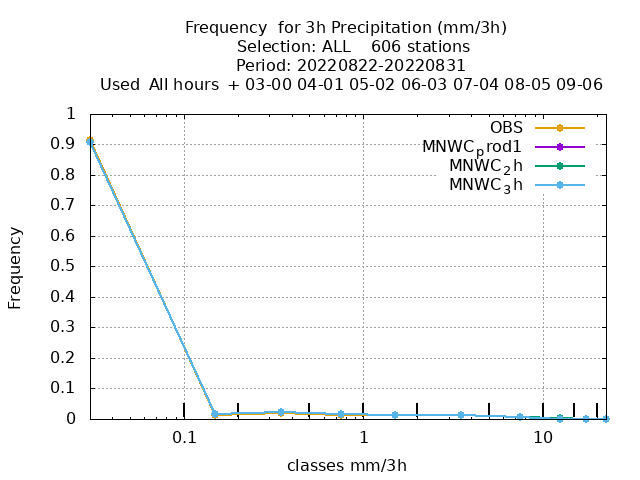 Frequency  for 3h Precipitation (mm/3h)
Selection: ALL    606 stations
Period: 20220822-20220831
Used  All hours  + 03-00 04-01 05-02 06-03 07-04 08-05 09-06
OBS
MNWCprod1
MNWC2h
MNWC3h
1
0.9
0.8
0.7
0.6
0.5
0.4
0.3
0.2
0.1
0
Frequency
0.1
1
10
classes mm/3h